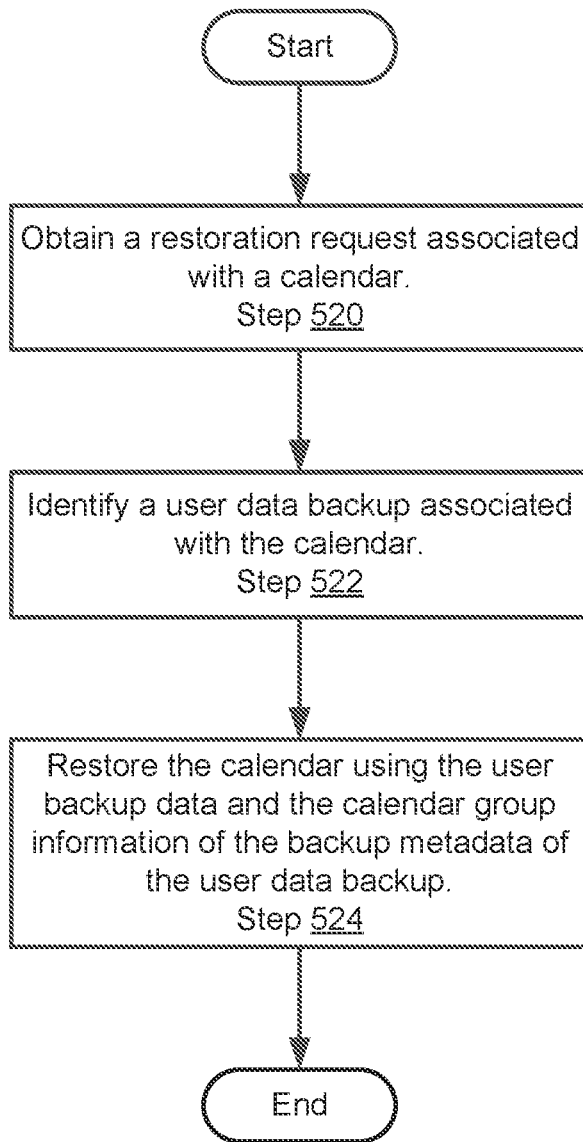 Start
Obtain a restoration request associated
with a calendar.
Step 520
Identify a user data backup associated
with the calendar.
Step 522
Restore the calendar using the user
backup data and the calendar group
information of the backup metadata of
the user data backup.
Step 524
End